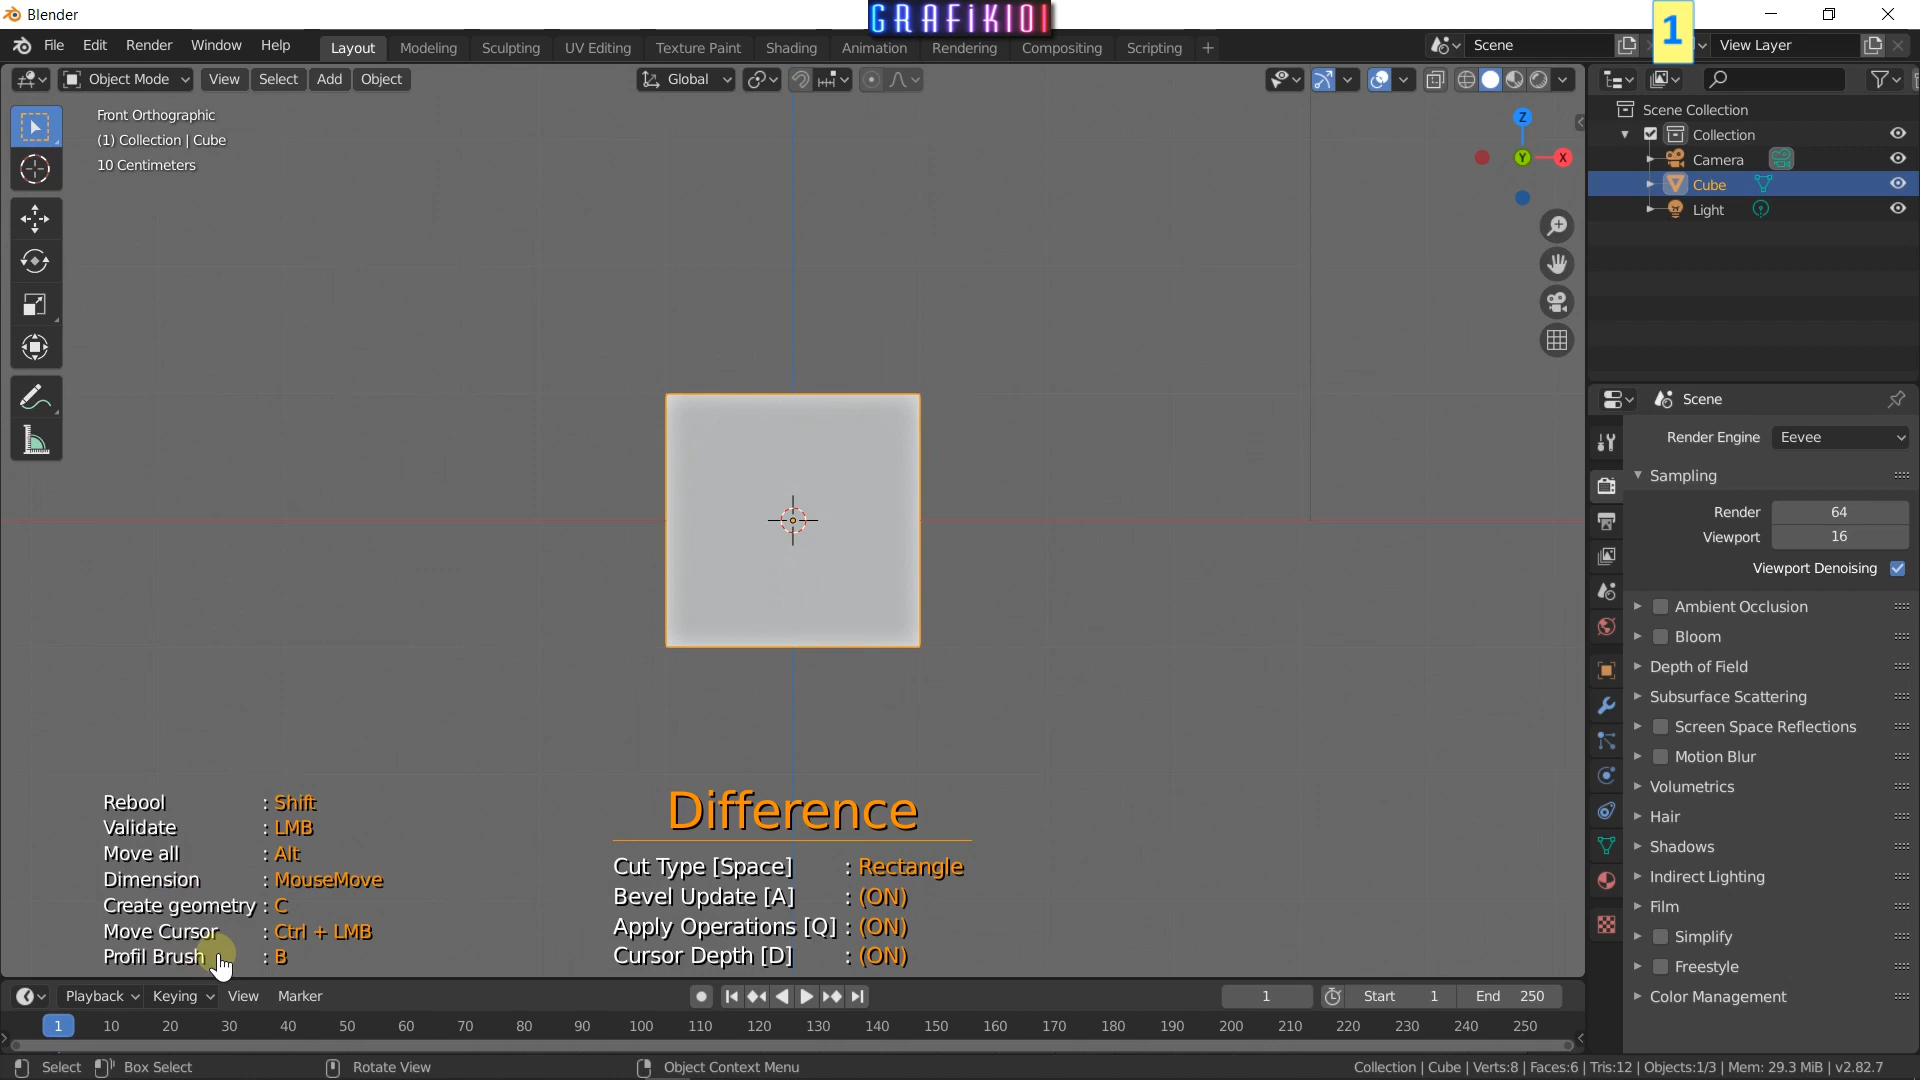 Blender
GRAFiK101
1
File Edit Render Window Help
Layout Modeling Sculpting UV Editing Texture Paint Shading Animation Rendering Compositing Scripting +
Scene
View Layer
Object Mode View Select Add Object
Global
Front Orthographic
(1) Collection | Cube
10 Centimeters
Z
Y
X
Scene Collection
Collection
Camera
Cube
Light
Scene
Render Engine Eevee
Sampling
Render 64
Viewport 16
Viewport Denoising
Ambient Occlusion
Bloom
Depth of Field
Subsurface Scattering
Screen Space Reflections
Motion Blur
Volumetrics
Hair
Shadows
Indirect Lighting
Film
Simplify
Freestyle
Color Management
Rebool : Shift
Validate : LMB
Move all : Alt
Dimension : MouseMove
Create geometry : C
Move Cursor : Ctrl + LMB
Profil Brush : B
Difference
Cut Type [Space] : Rectangle
Bevel Update [A] : (ON)
Apply Operations [Q] : (ON)
Cursor Depth [D] : (ON)
Playback Keying View Marker
1 Start 1 End 250
1 10 20 30 40 50 60 70 80 90 100 110 120 130 140 150 160 170 180 190 200 210 220 230 240 250
Select Box Select Rotate View Object Context Menu
Collection | Cube | Verts:8 | Faces:6 | Tris:12 | Objects:1/3 | Mem: 29.3 MiB | v2.82.7